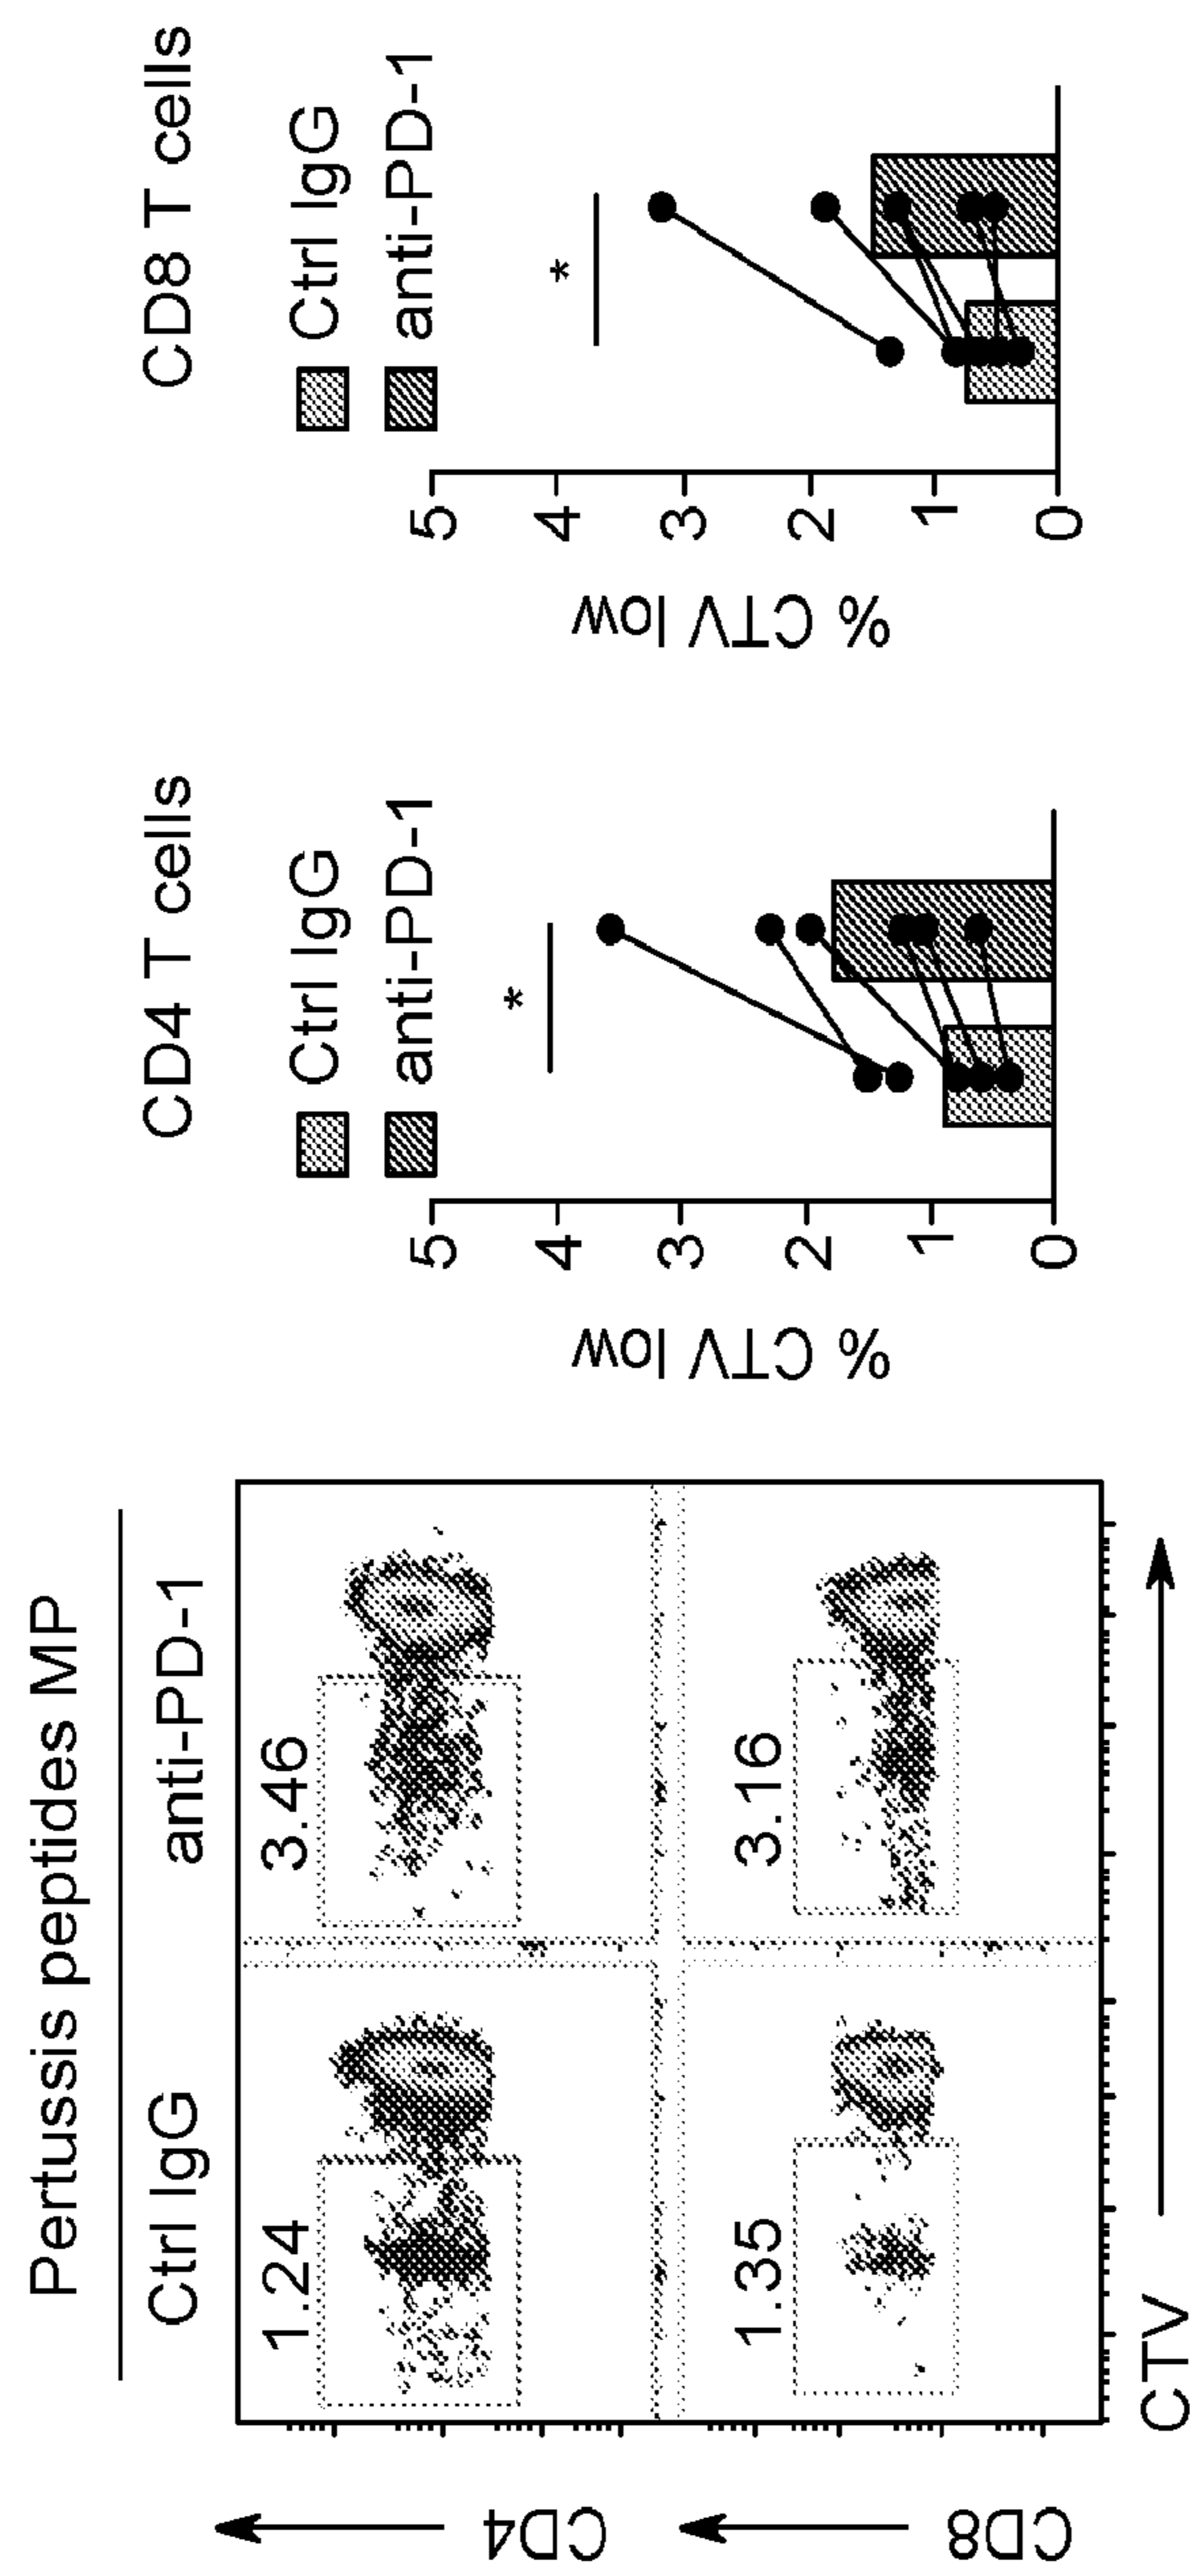 Pertussis peptides MP
Ctrl IgG
anti-PD-1
CD4
1.24
3.46
CD8
1.35
3.16
CTV
CD4 T cells
Ctrl IgG
anti-PD-1
% CTV low
5
4
3
2
1
0
*
CD8 T cells
Ctrl IgG
anti-PD-1
% CTV low
5
4
3
2
1
0
*